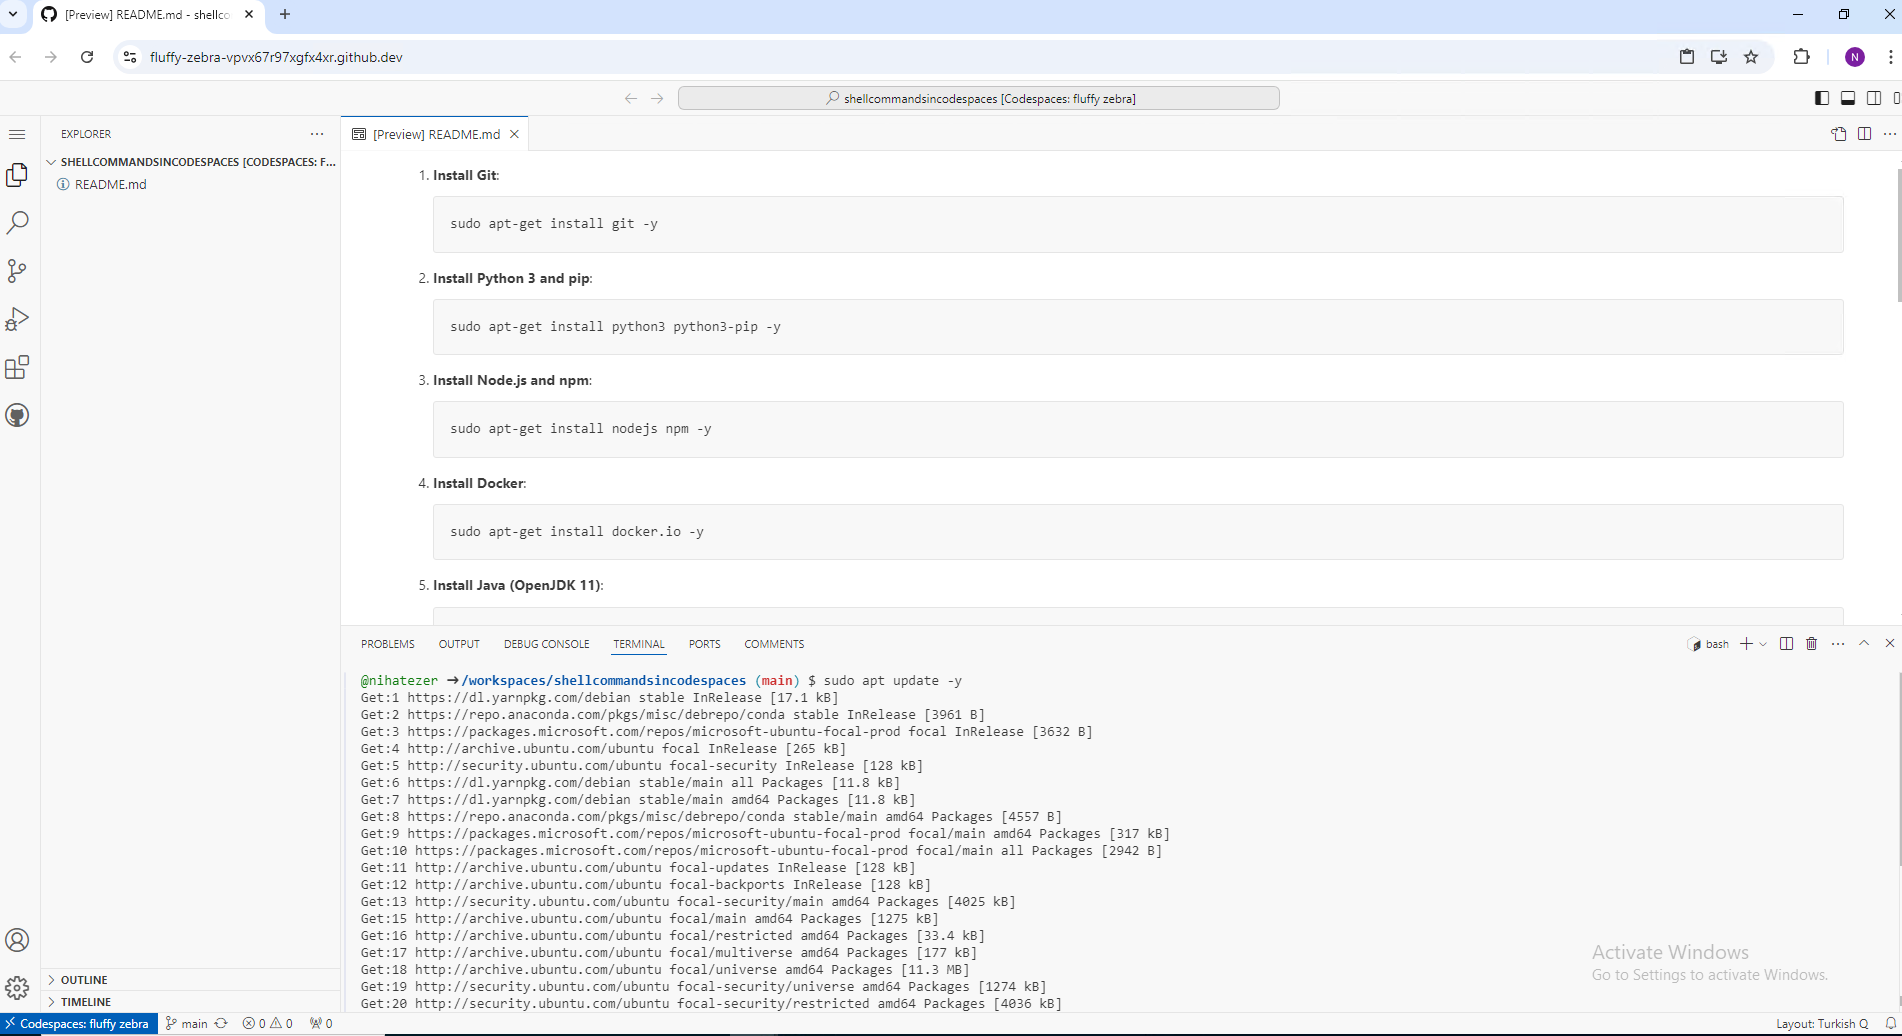 [Preview] README.md - shellco
fluffy-zebra-vpvx67r97xgfx4xr.github.dev
N
shellcommandsincodespaces [Codespaces: fluffy zebra]
EXPLORER
SHELLCOMMANDSINCODESPACES [CODESPACES: F...
README.md
[Preview] README.md
1. Install Git:
sudo apt-get install git -y
2. Install Python 3 and pip:
sudo apt-get install python3 python3-pip -y
3. Install Node.js and npm:
sudo apt-get install nodejs npm -y
4. Install Docker:
sudo apt-get install docker.io -y
5. Install Java (OpenJDK 11):
PROBLEMS OUTPUT DEBUG CONSOLE TERMINAL PORTS COMMENTS
bash
@nihatezer ➜/workspaces/shellcommandsincodespaces (main) $ sudo apt update -y
Get:1 https://dl.yarnpkg.com/debian stable InRelease [17.1 kB]
Get:2 https://repo.anaconda.com/pkgs/misc/debrepo/conda stable InRelease [3961 B]
Get:3 https://packages.microsoft.com/repos/microsoft-ubuntu-focal-prod focal InRelease [3632 B]
Get:4 http://archive.ubuntu.com/ubuntu focal InRelease [265 kB]
Get:5 http://security.ubuntu.com/ubuntu focal-security InRelease [128 kB]
Get:6 https://dl.yarnpkg.com/debian stable/main all Packages [11.8 kB]
Get:7 https://dl.yarnpkg.com/debian stable/main amd64 Packages [11.8 kB]
Get:8 https://repo.anaconda.com/pkgs/misc/debrepo/conda stable/main amd64 Packages [4557 B]
Get:9 https://packages.microsoft.com/repos/microsoft-ubuntu-focal-prod focal/main amd64 Packages [317 kB]
Get:10 https://packages.microsoft.com/repos/microsoft-ubuntu-focal-prod focal/main all Packages [2942 B]
Get:11 http://archive.ubuntu.com/ubuntu focal-updates InRelease [128 kB]
Get:12 http://archive.ubuntu.com/ubuntu focal-backports InRelease [128 kB]
Get:13 http://security.ubuntu.com/ubuntu focal-security/main amd64 Packages [4025 kB]
Get:15 http://archive.ubuntu.com/ubuntu focal/main amd64 Packages [1275 kB]
Get:16 http://archive.ubuntu.com/ubuntu focal/restricted amd64 Packages [33.4 kB]
Get:17 http://archive.ubuntu.com/ubuntu focal/multiverse amd64 Packages [177 kB]
Get:18 http://archive.ubuntu.com/ubuntu focal/universe amd64 Packages [11.3 MB]
Get:19 http://security.ubuntu.com/ubuntu focal-security/universe amd64 Packages [1274 kB]
Get:20 http://security.ubuntu.com/ubuntu focal-security/restricted amd64 Packages [4036 kB]
Activate Windows
Go to Settings to activate Windows.
OUTLINE
TIMELINE
Codespaces: fluffy zebra main 0 0 0 Layout: Turkish Q